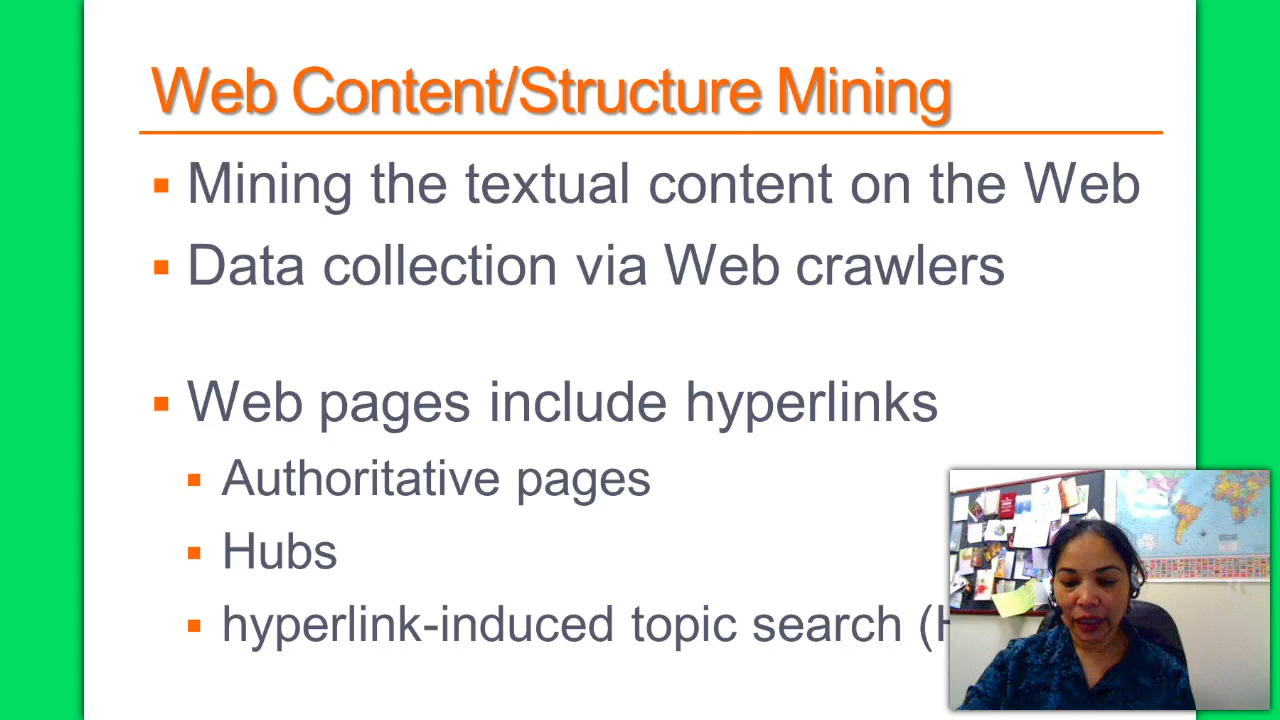 Web Content/Structure Mining
▪ Mining the textual content on the Web
▪ Data collection via Web crawlers
▪ Web pages include hyperlinks
▪ Authoritative pages
▪ Hubs
▪ hyperlink-induced topic search (H